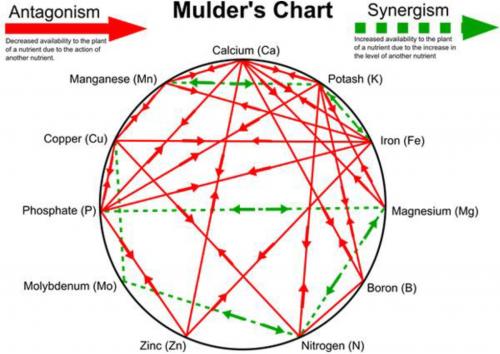 Antagonism
Mulder's Chart
Synergism
Decreased availability to the plant
of a nutrient due to the action of
another nutrient.
Increased availability to the plant
of a nutrient due to the increase in
the level of another nutrient
Calcium (Ca)
Manganese (Mn)
Potash (K)
Copper (Cu)
Iron (Fe)
Phosphate (P)
Magnesium (Mg)
Molybdenum (Mo)
Boron (B)
Zinc (Zn)
Nitrogen (N)